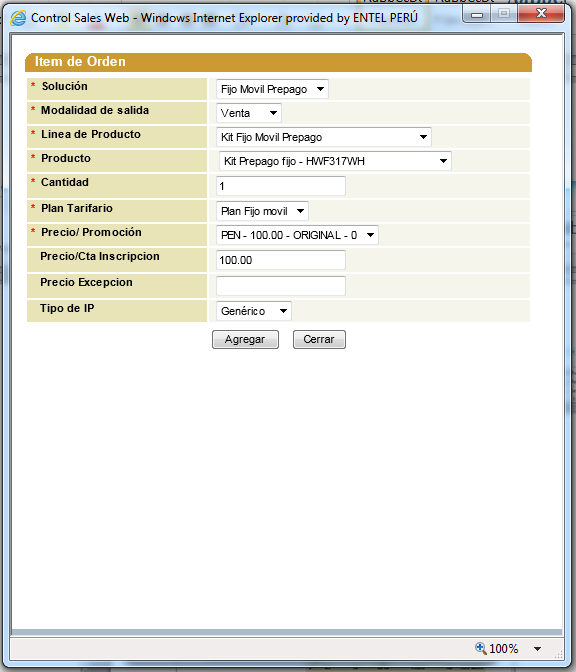 Control Sales Web - Windows Internet Explorer provided by ENTEL PERÚ
Item de Orden
* Solución Fijo Movil Prepago
* Modalidad de salida Venta
* Linea de Producto Kit Fijo Movil Prepago
* Producto Kit Prepago fijo - HWF317WH
* Cantidad 1
* Plan Tarifario Plan Fijo movil
* Precio/ Promoción PEN - 100.00 - ORIGINAL - 0
Precio/Cta Inscripcion 100.00
Precio Excepcion
Tipo de IP Genérico
Agregar Cerrar
100%